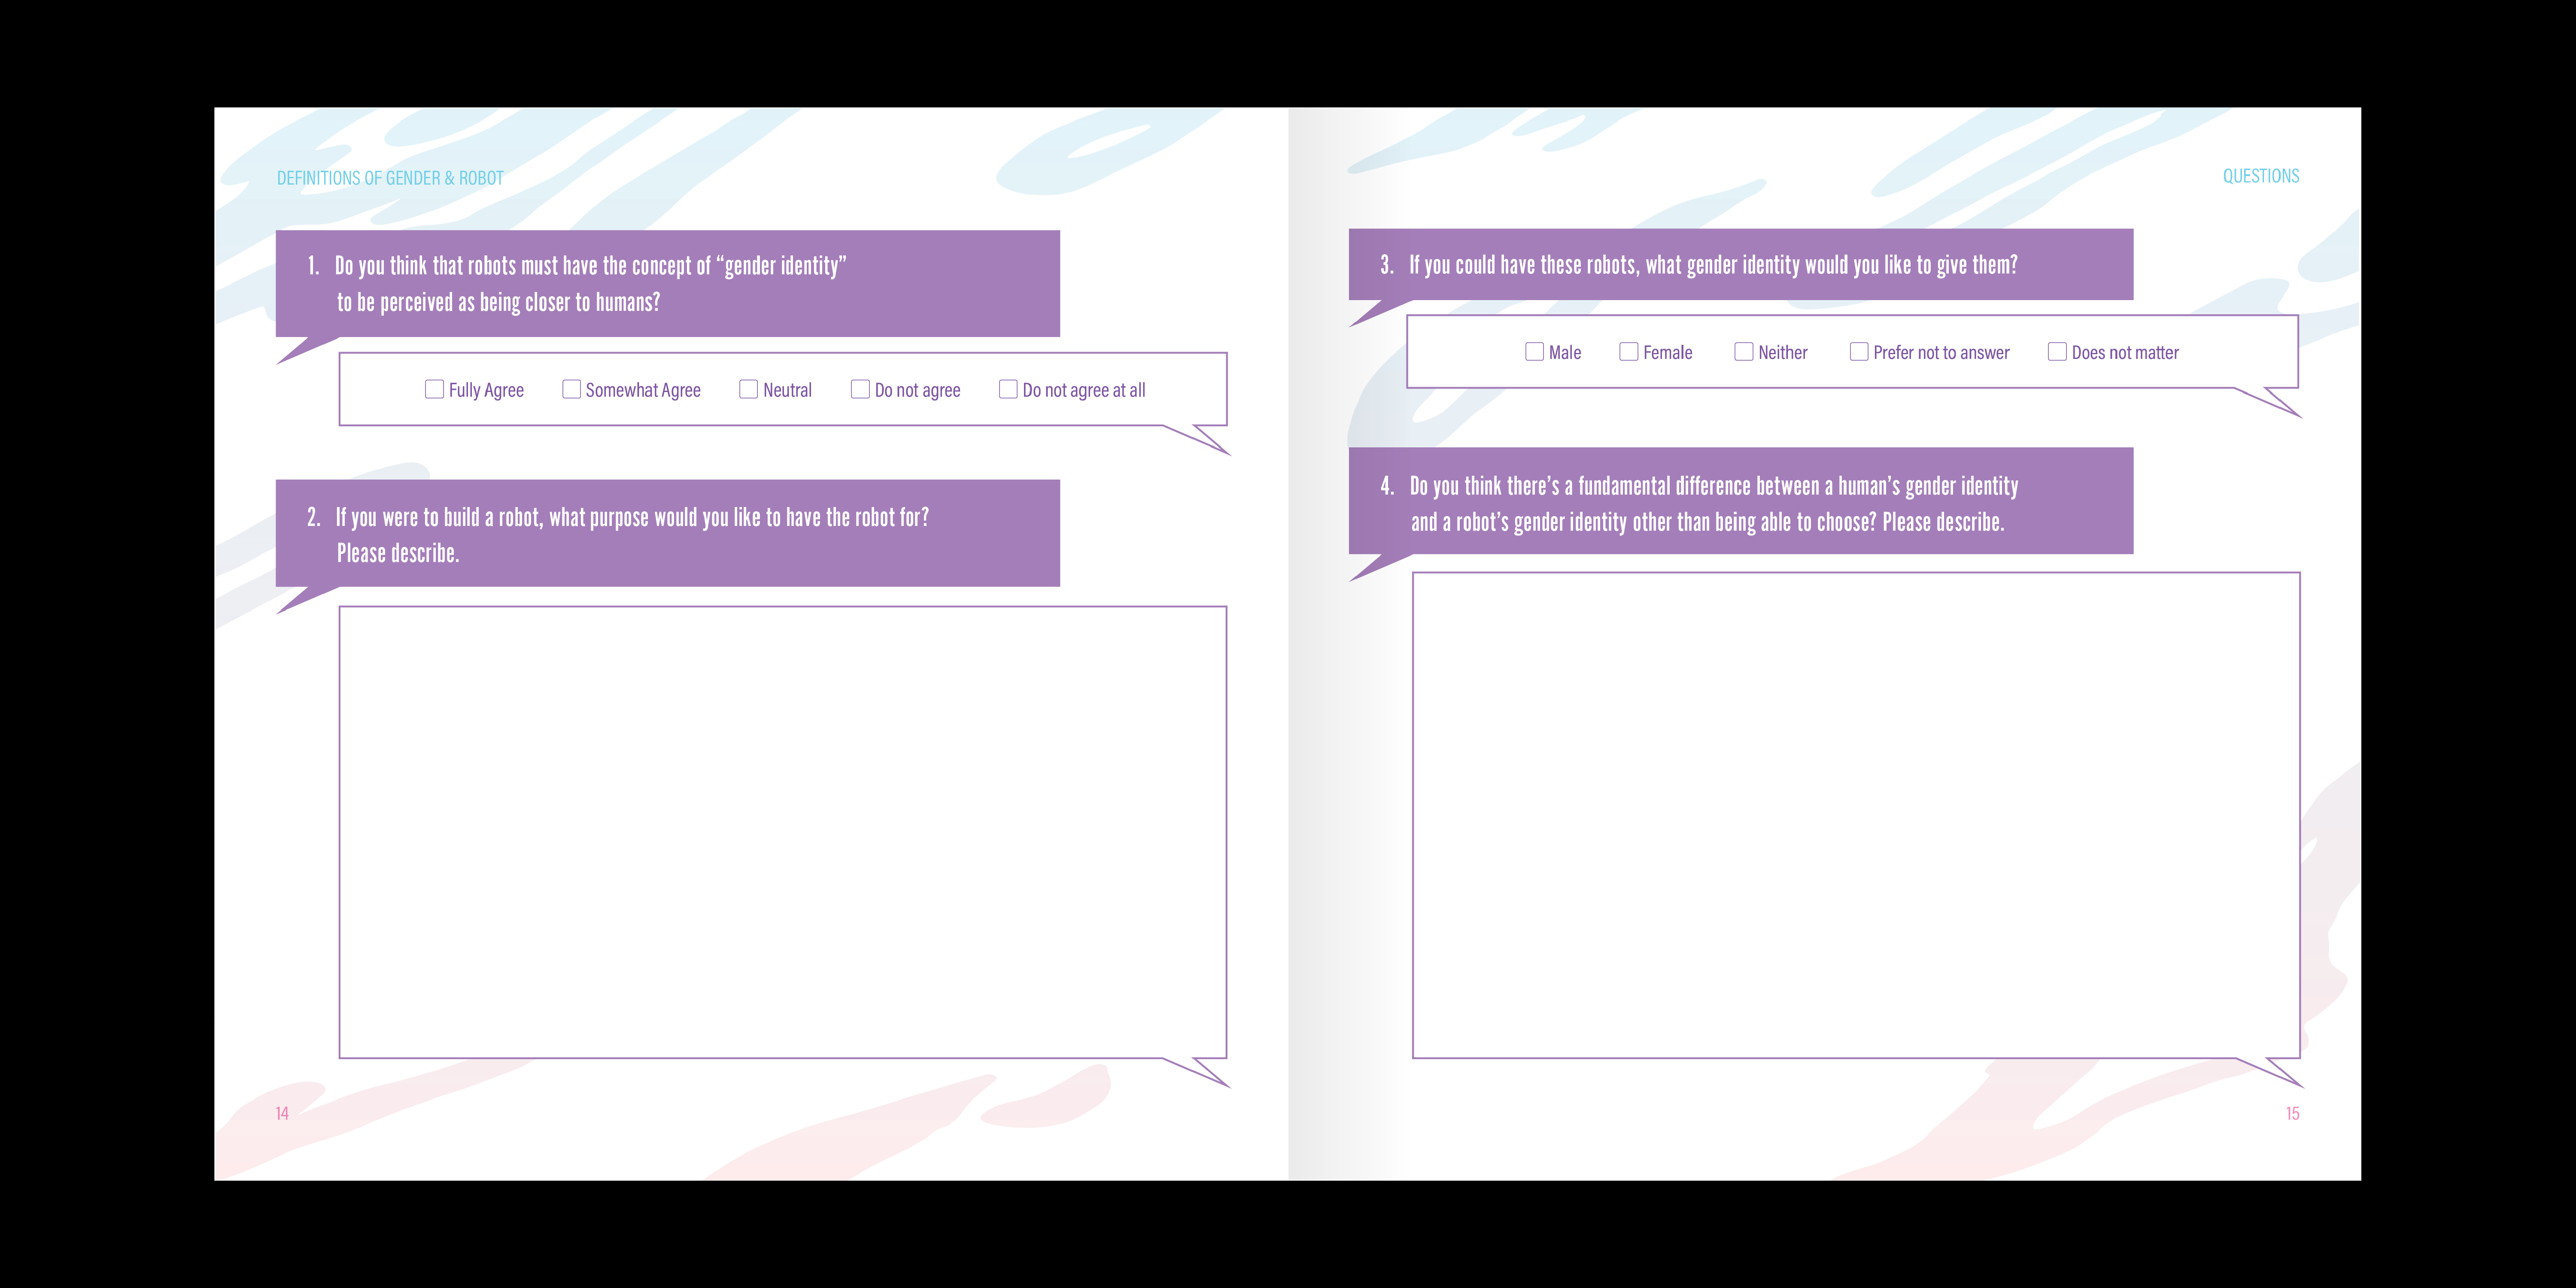 DEFINITIONS OF GENDER & ROBOT
1. Do you think that robots must have the concept of “gender identity”
to be perceived as being closer to humans?
Fully Agree Somewhat Agree Neutral Do not agree Do not agree at all
2. If you were to build a robot, what purpose would you like to have the robot for?
Please describe.
14
QUESTIONS
3. If you could have these robots, what gender identity would you like to give them?
Male Female Neither Prefer not to answer Does not matter
4. Do you think there’s a fundamental difference between a human’s gender identity
and a robot’s gender identity other than being able to choose? Please describe.
15